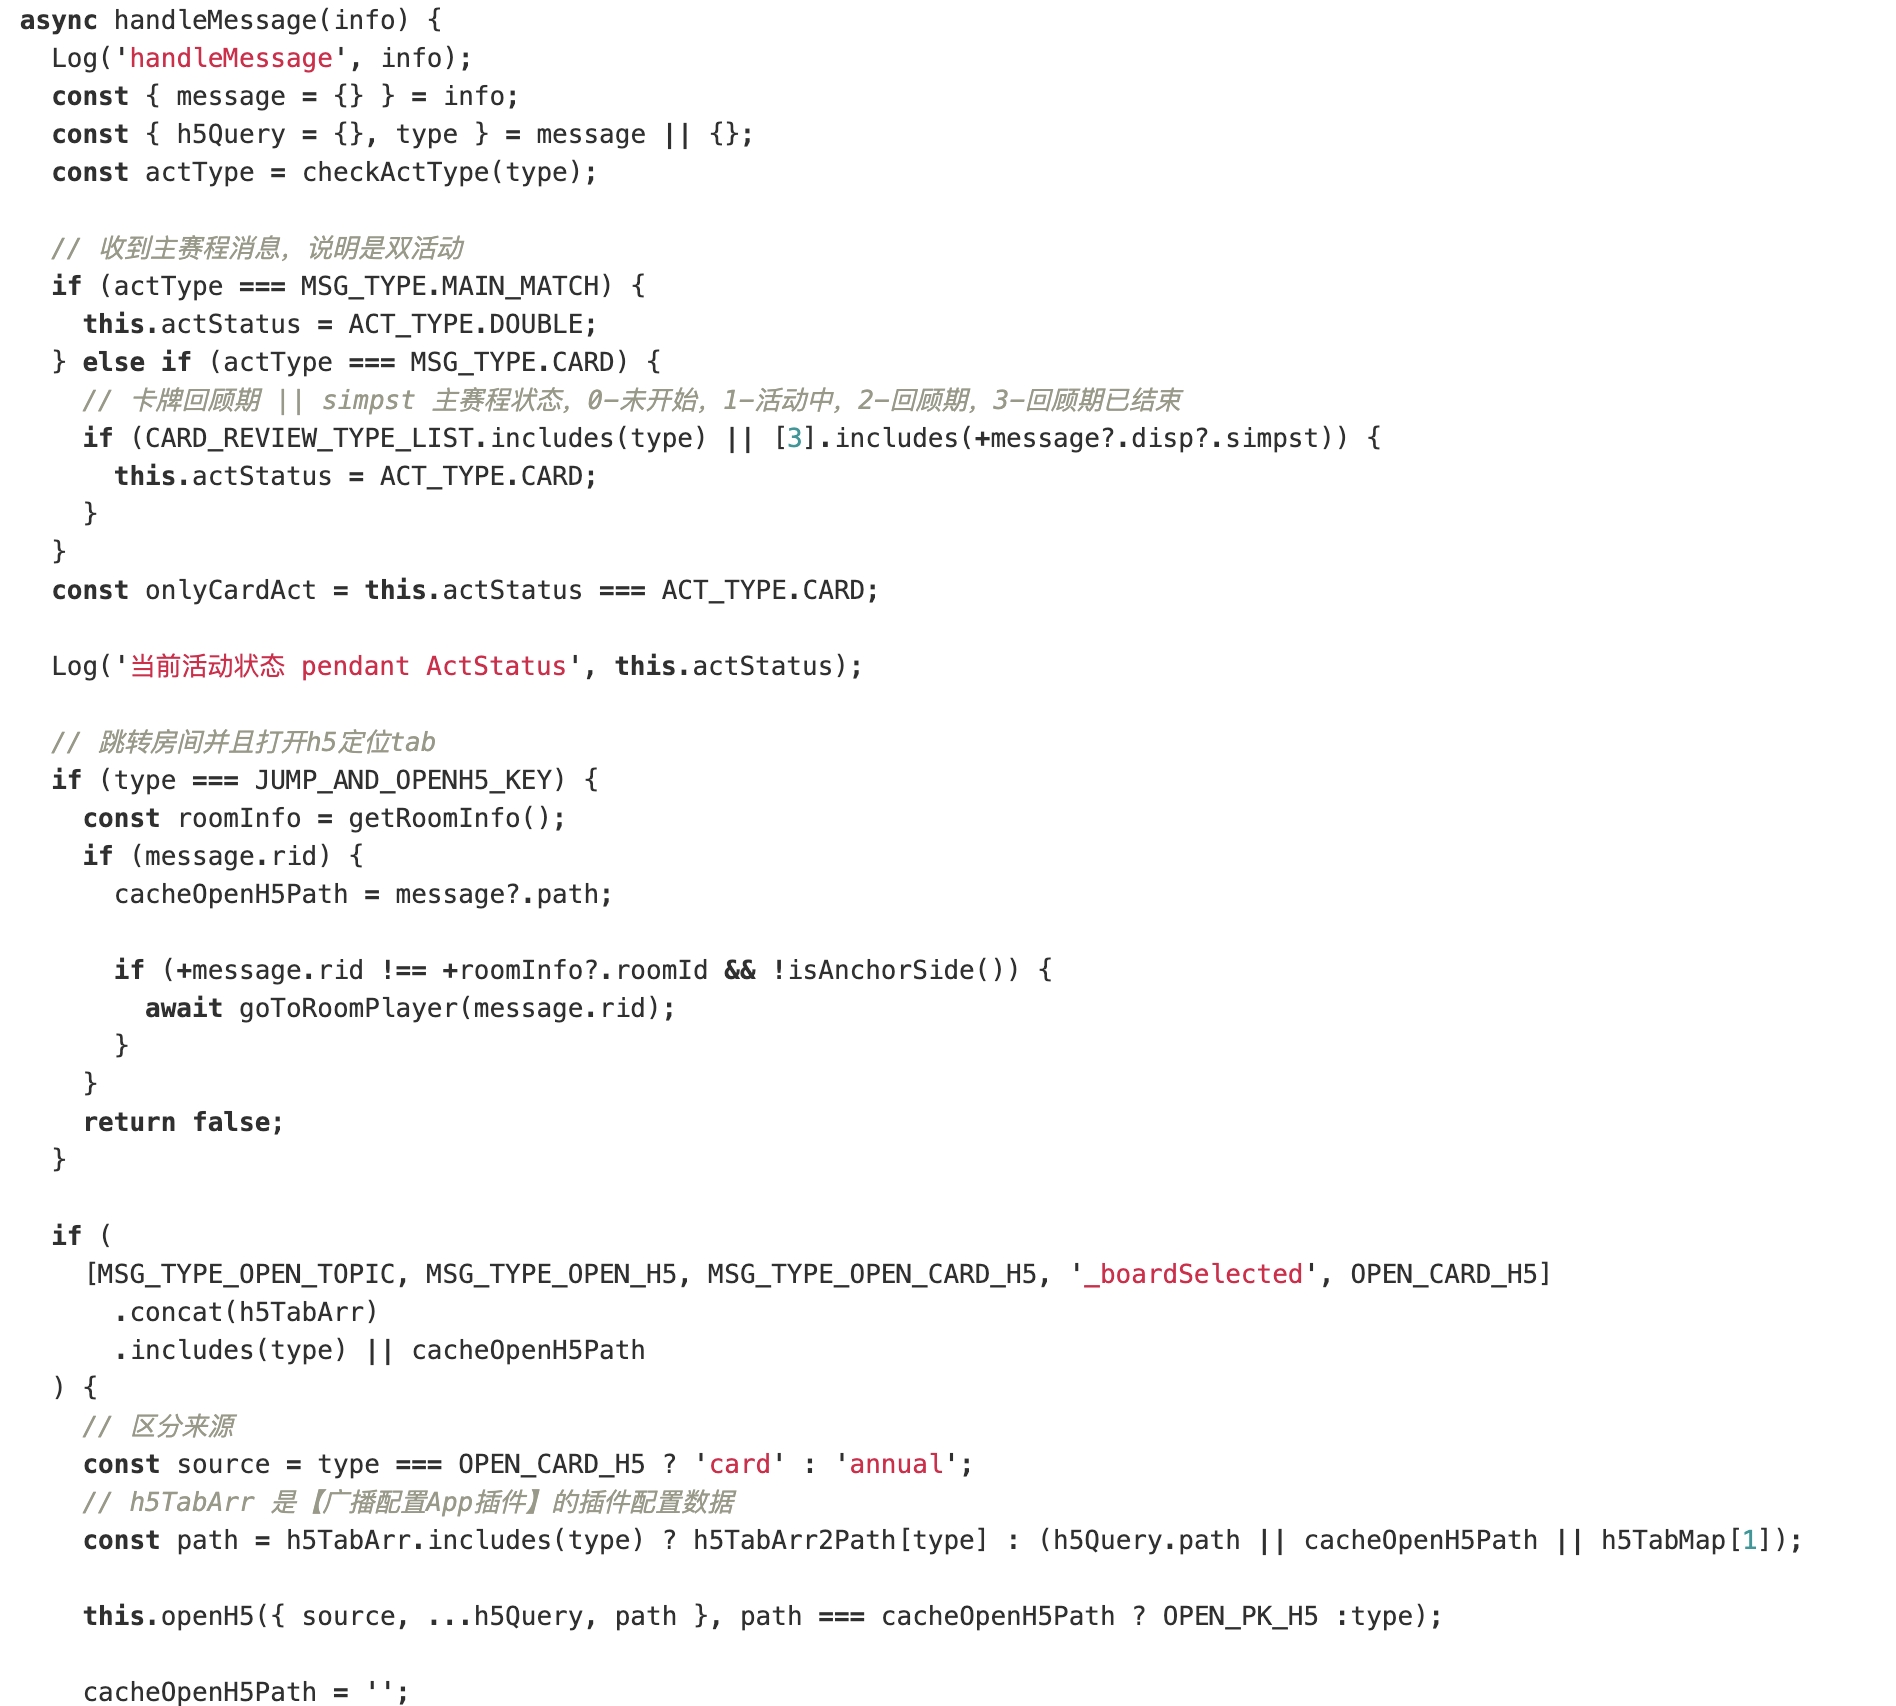 async handleMessage(info) {
  Log('handleMessage', info);
  const { message = {} } = info;
  const { h5Query = {}, type } = message || {};
  const actType = checkActType(type);

  // 收到主赛程消息，说明是双活动
  if (actType === MSG_TYPE.MAIN_MATCH) {
    this.actStatus = ACT_TYPE.DOUBLE;
  } else if (actType === MSG_TYPE.CARD) {
    // 卡牌回顾期 || simpst 主赛程状态，0-未开始，1-活动中，2-回顾期，3-回顾期已结束
    if (CARD_REVIEW_TYPE_LIST.includes(type) || [3].includes(+message?.disp?.simpst)) {
      this.actStatus = ACT_TYPE.CARD;
    }
  }
  const onlyCardAct = this.actStatus === ACT_TYPE.CARD;

  Log('当前活动状态 pendant ActStatus', this.actStatus);

  // 跳转房间并且打开h5定位tab
  if (type === JUMP_AND_OPENH5_KEY) {
    const roomInfo = getRoomInfo();
    if (message.rid) {
      cacheOpenH5Path = message?.path;

      if (+message.rid !== +roomInfo?.roomId && !isAnchorSide()) {
        await goToRoomPlayer(message.rid);
      }
    }
    return false;
  }

  if (
    [MSG_TYPE_OPEN_TOPIC, MSG_TYPE_OPEN_H5, MSG_TYPE_OPEN_CARD_H5, '_boardSelected', OPEN_CARD_H5]
      .concat(h5TabArr)
      .includes(type) || cacheOpenH5Path
  ) {
    // 区分来源
    const source = type === OPEN_CARD_H5 ? 'card' : 'annual';
    // h5TabArr 是【广播配置App插件】的插件配置数据
    const path = h5TabArr.includes(type) ? h5TabArr2Path[type] : (h5Query.path || cacheOpenH5Path || h5TabMap[1]);

    this.openH5({ source, ...h5Query, path }, path === cacheOpenH5Path ? OPEN_PK_H5 :type);

    cacheOpenH5Path = '';